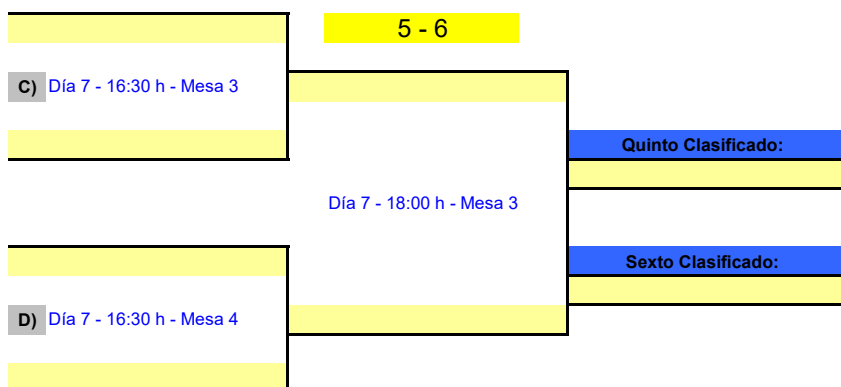 5 - 6
C) Día 7 - 16:30 h - Mesa 3
Quinto Clasificado:
Día 7 - 18:00 h - Mesa 3
Sexto Clasificado:
D) Día 7 - 16:30 h - Mesa 4